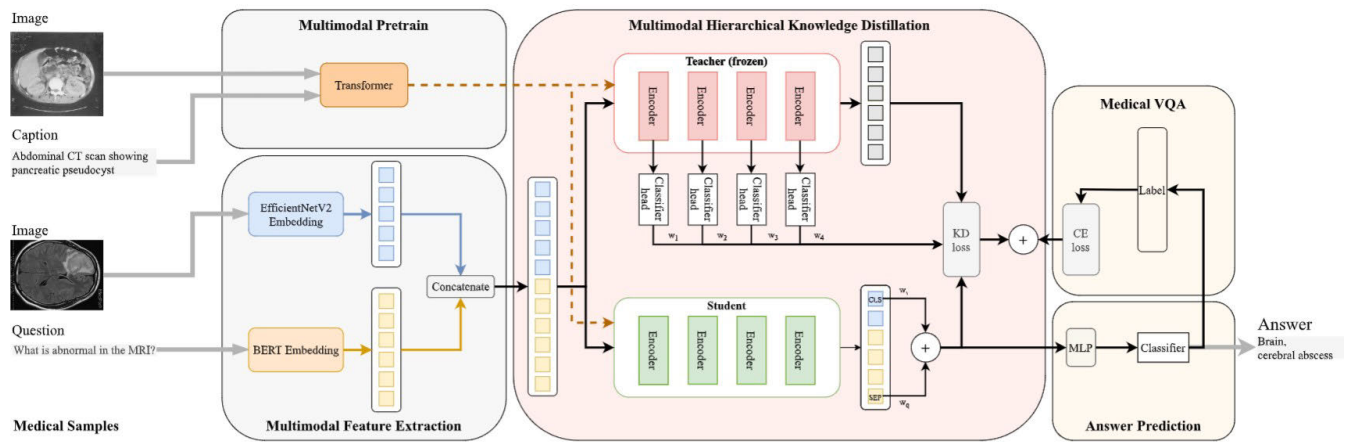 Image
Caption
Abdominal CT scan showing
pancreatic pseudocyst
Image
Question
What is abnormal in the MRI?
Medical Samples
Multimodal Pretrain
Transformer
EfficientNetV2
Embedding
BERT Embedding
Concatenate
Multimodal Feature Extraction
Multimodal Hierarchical Knowledge Distillation
Teacher (frozen)
Encoder
Encoder
Encoder
Encoder
Classifier
head
Classifier
head
Classifier
head
Classifier
head
w₁
w₂
w₃
w₄
KD
loss
+
Student
Encoder
Encoder
Encoder
Encoder
CLS
SEP
wᵥ
+
w_q
Medical VQA
Label
CE
loss
MLP
Classifier
Answer Prediction
Answer
Brain,
cerebral abscess